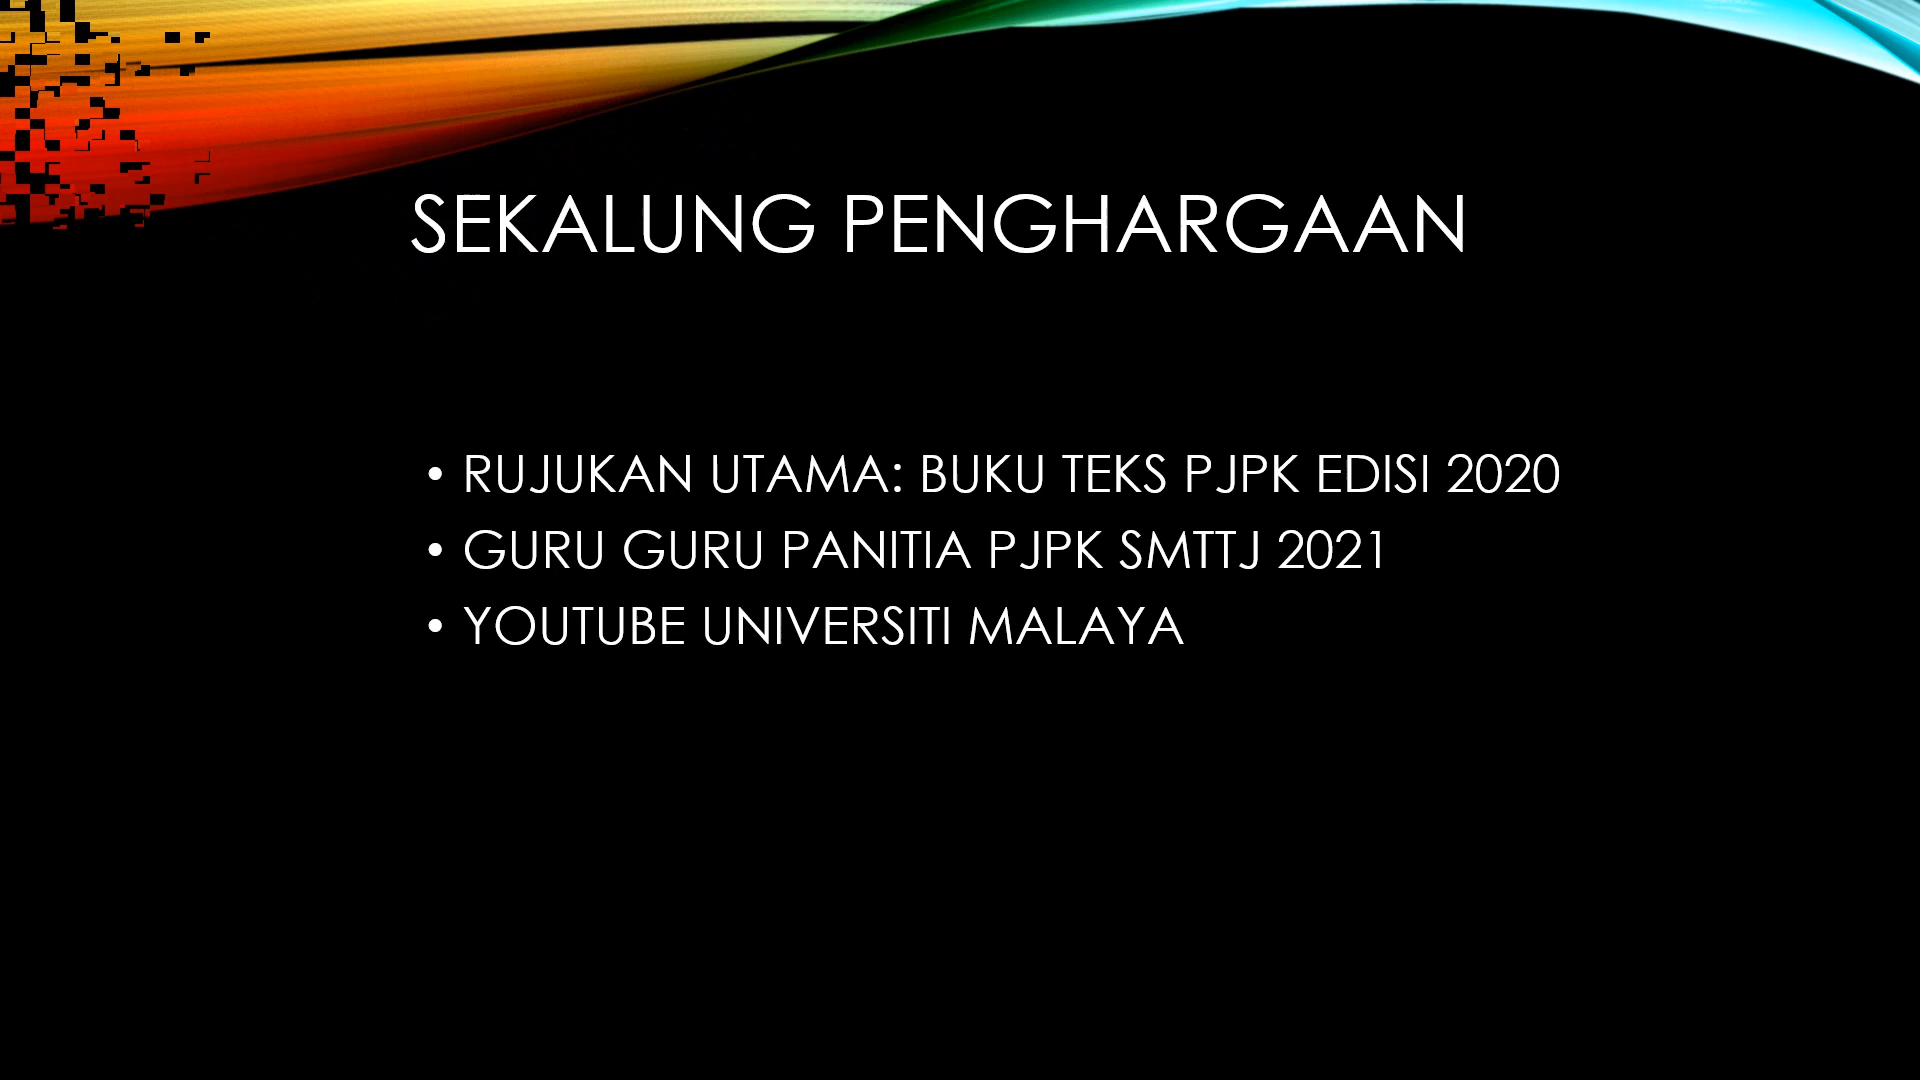 SEKALUNG PENGHARGAAN
• RUJUKAN UTAMA: BUKU TEKS PJPK EDISI 2020
• GURU GURU PANITIA PJPK SMTTJ 2021
• YOUTUBE UNIVERSITI MALAYA